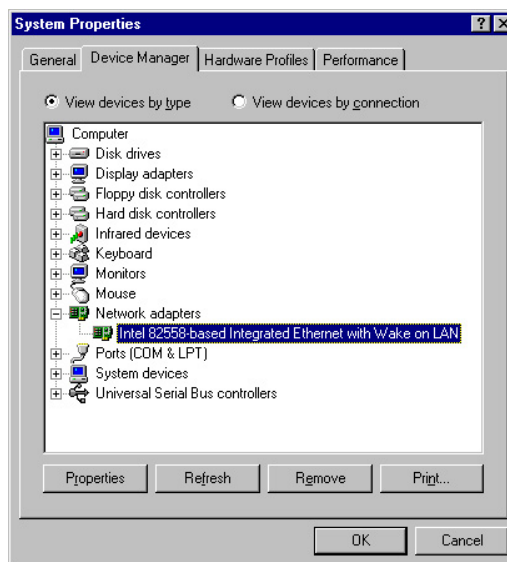 System Properties
General Device Manager Hardware Profiles Performance
View devices by type View devices by connection
Computer
Disk drives
Display adapters
Floppy disk controllers
Hard disk controllers
Infrared devices
Keyboard
Monitors
Mouse
Network adapters
Intel 82558-based Integrated Ethernet with Wake on LAN
Ports (COM & LPT)
System devices
Universal Serial Bus controllers
Properties Refresh Remove Print...
OK Cancel